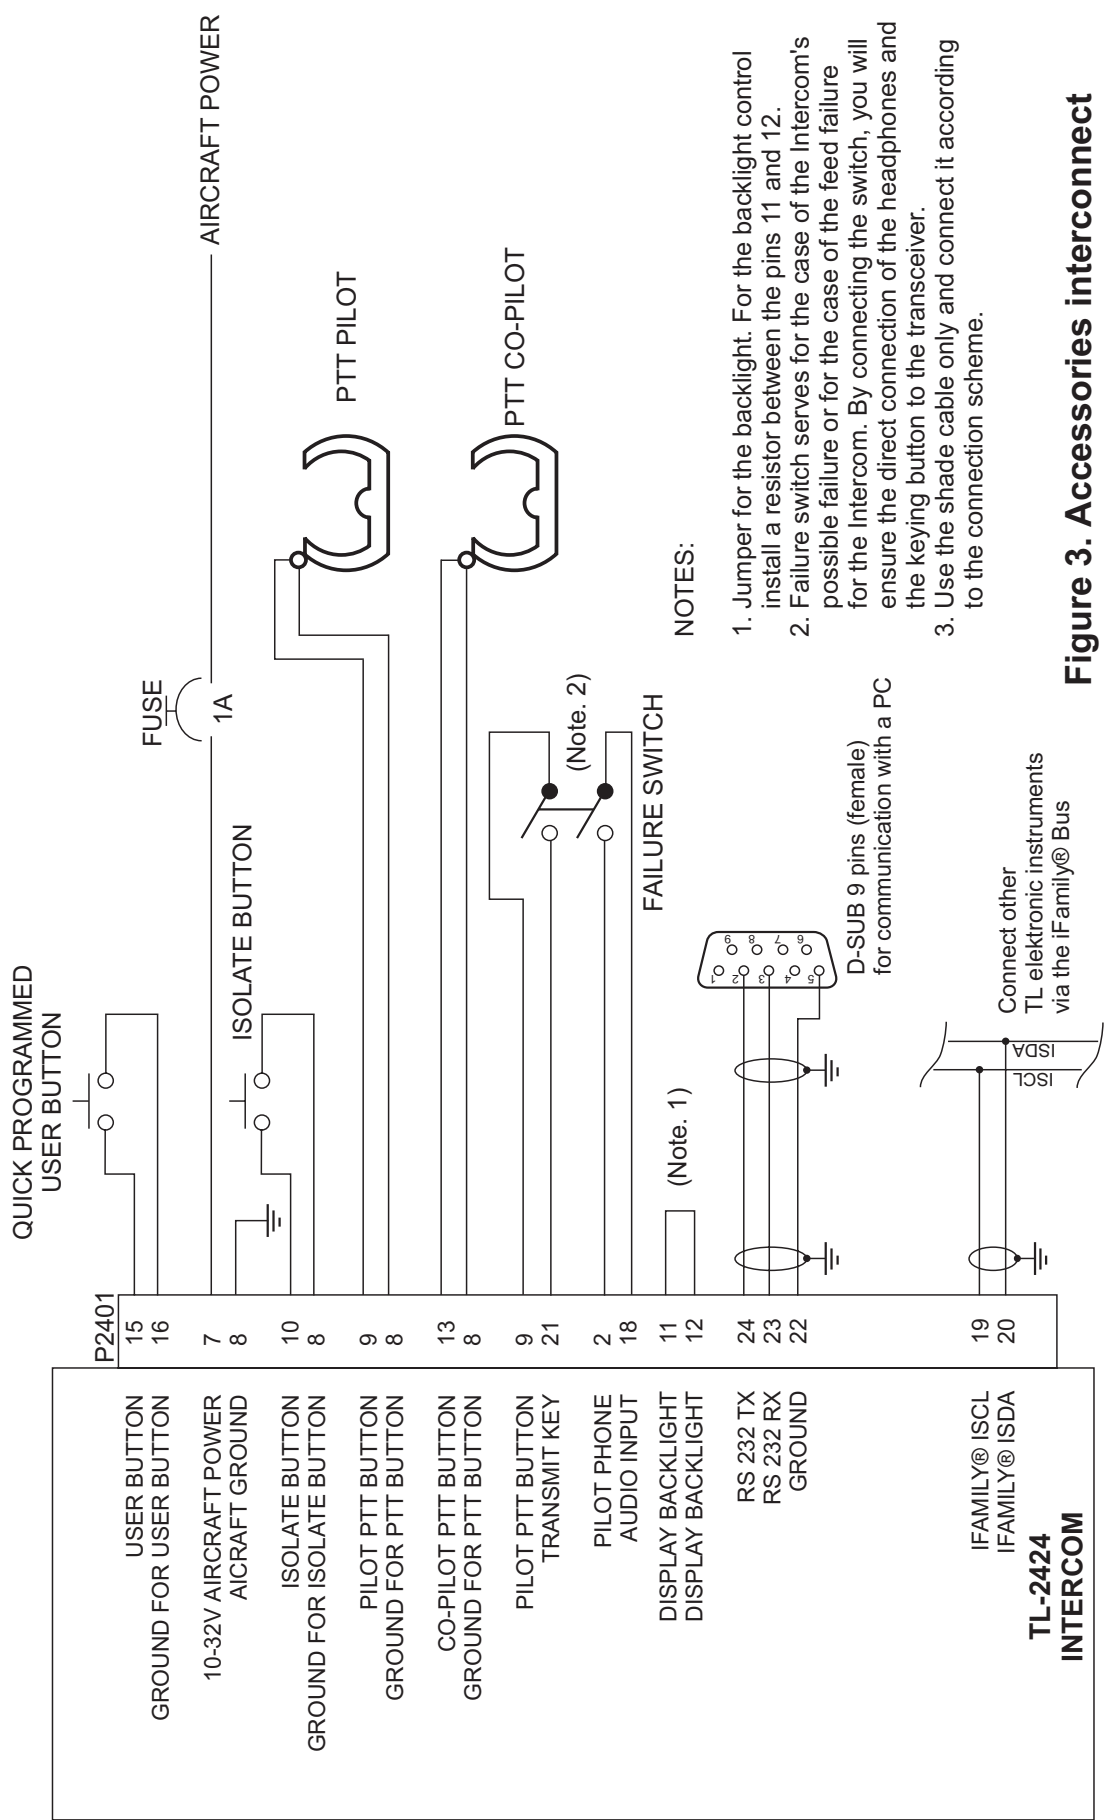 QUICK PROGRAMMED
USER BUTTON
ISOLATE BUTTON
FUSE
1A
AIRCRAFT POWER
PTT PILOT
PTT CO-PILOT
(Note. 2)
FAILURE SWITCH
(Note. 1)
1
2
3
4
5
6
7
8
9
D-SUB 9 pins (female)
for communication with a PC
ISCL
ISDA
Connect other
TL elektronic instruments
via the iFamily® Bus
P2401
USER BUTTON 15
GROUND FOR USER BUTTON 16
10-32V AIRCRAFT POWER 7
AICRAFT GROUND 8
ISOLATE BUTTON 10
GROUND FOR ISOLATE BUTTON 8
PILOT PTT BUTTON 9
GROUND FOR PTT BUTTON 8
CO-PILOT PTT BUTTON 13
GROUND FOR PTT BUTTON 8
PILOT PTT BUTTON 9
TRANSMIT KEY 21
PILOT PHONE 2
AUDIO INPUT 18
DISPLAY BACKLIGHT 11
DISPLAY BACKLIGHT 12
RS 232 TX 24
RS 232 RX 23
GROUND 22
IFAMILY® ISCL 19
IFAMILY® ISDA 20
TL-2424
INTERCOM
NOTES:
1. Jumper for the backlight. For the backlight control
install a resistor between the pins 11 and 12.
2. Failure switch serves for the case of the Intercom's
possible failure or for the case of the feed failure
for the Intercom. By connecting the switch, you will
ensure the direct connection of the headphones and
the keying button to the transceiver.
3. Use the shade cable only and connect it according
to the connection scheme.
Figure 3. Accessories interconnect